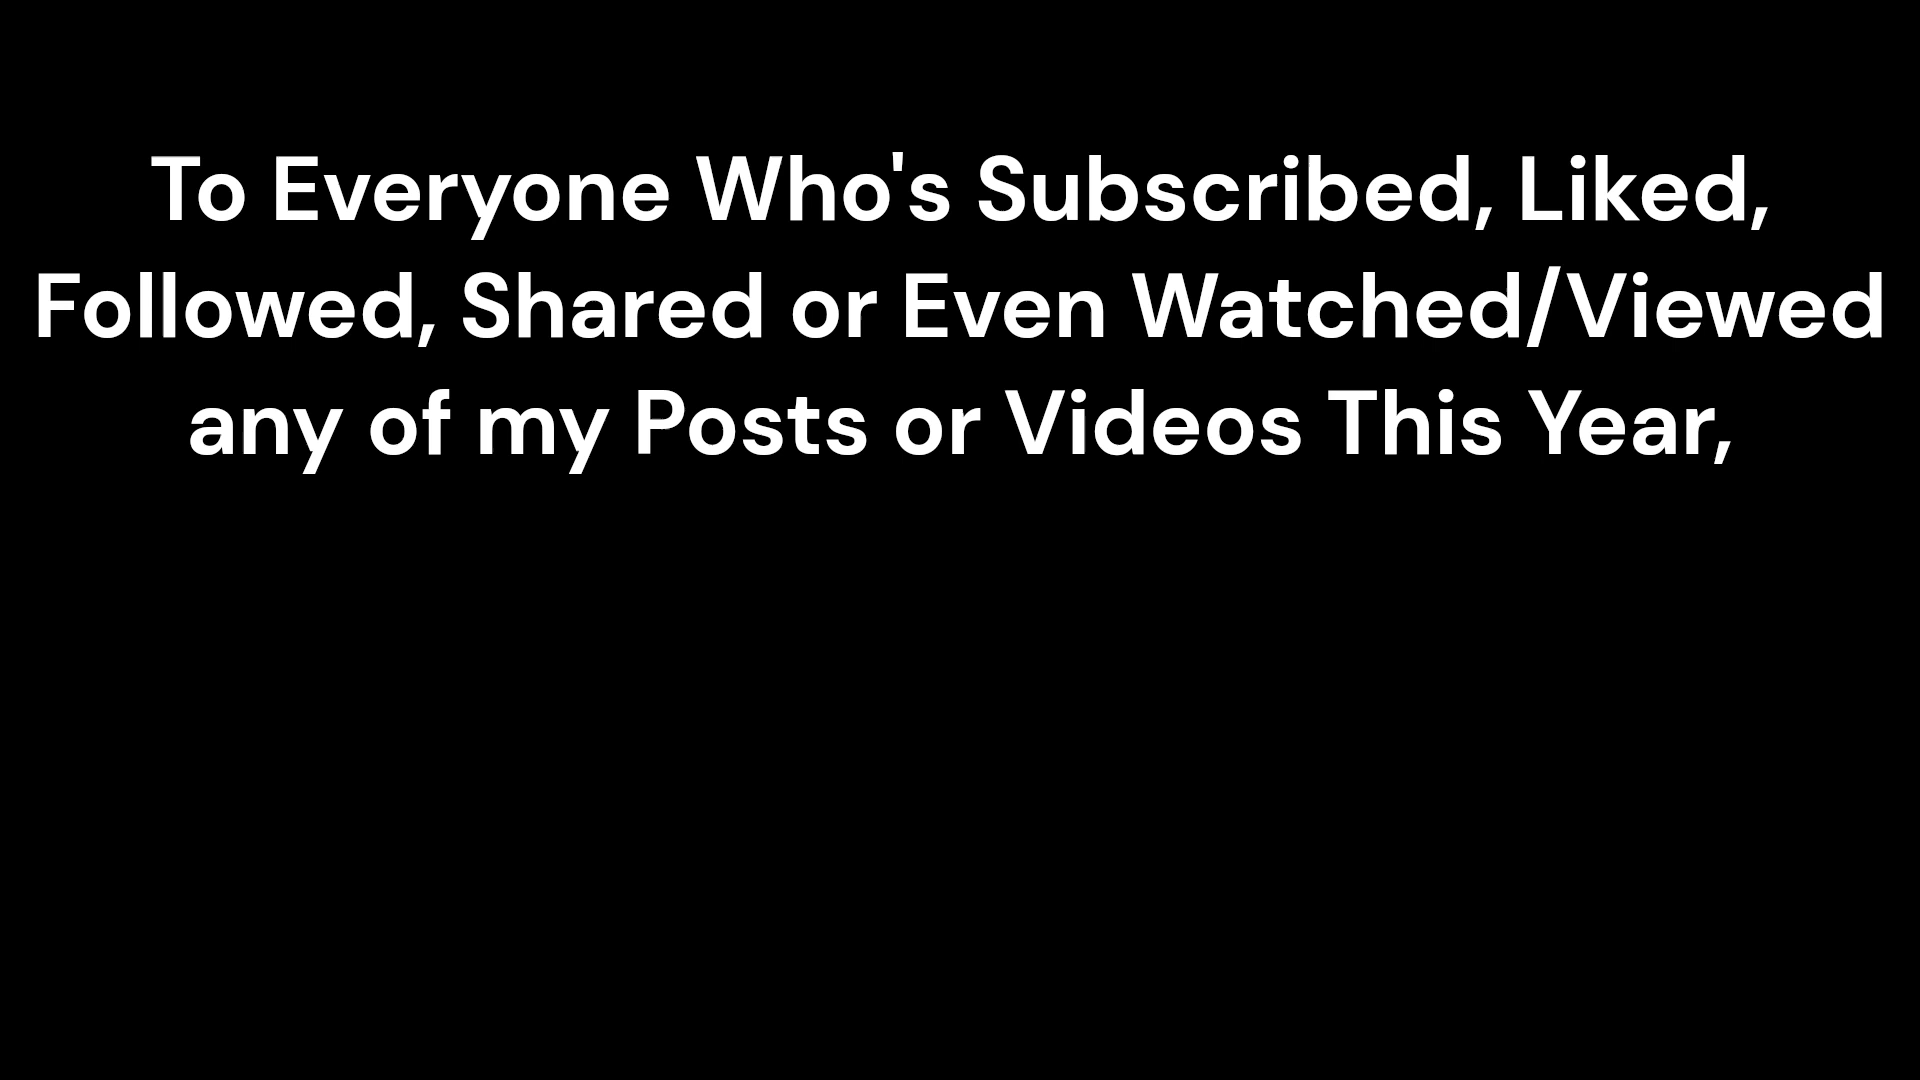 To Everyone Who's Subscribed, Liked,
Followed, Shared or Even Watched/Viewed
any of my Posts or Videos This Year,